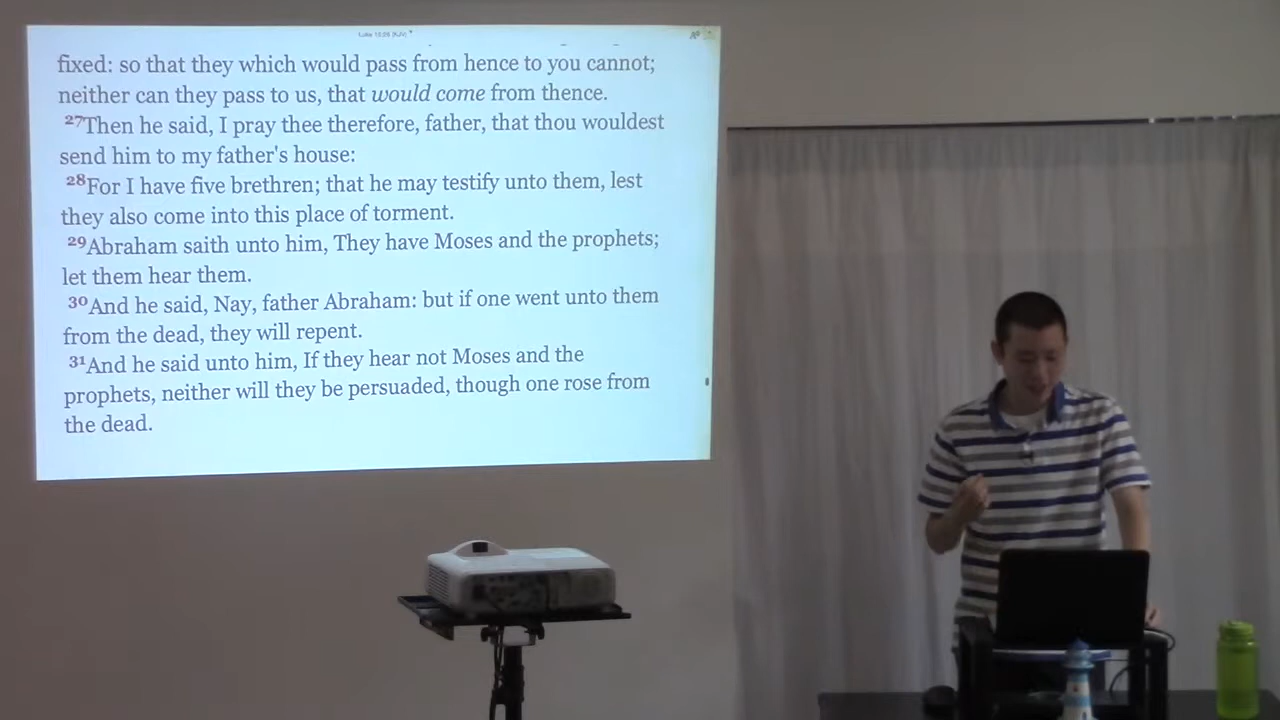 fixed: so that they which would pass from hence to you cannot;
neither can they pass to us, that would come from thence.
27Then he said, I pray thee therefore, father, that thou wouldest
send him to my father's house:
28For I have five brethren; that he may testify unto them, lest
they also come into this place of torment.
29Abraham saith unto him, They have Moses and the prophets;
let them hear them.
30And he said, Nay, father Abraham: but if one went unto them
from the dead, they will repent.
31And he said unto him, If they hear not Moses and the
prophets, neither will they be persuaded, though one rose from
the dead.